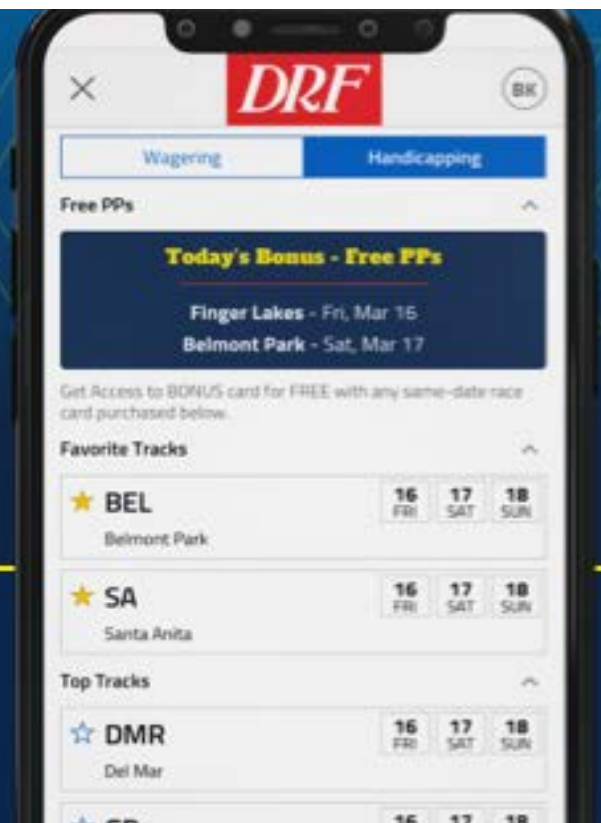 DRF
BK
Wagering
Handicapping
Free PPs
Today's Bonus - Free PPs
Finger Lakes - Fri, Mar 16
Belmont Park - Sat, Mar 17
Get Access to BONUS card for FREE with any same-date race
card purchased below.
Favorite Tracks
BEL
16 17 18
FRI SAT SUN
Belmont Park
SA
16 17 18
FRI SAT SUN
Santa Anita
Top Tracks
DMR
16 17 18
FRI SAT SUN
Del Mar
16 17 18